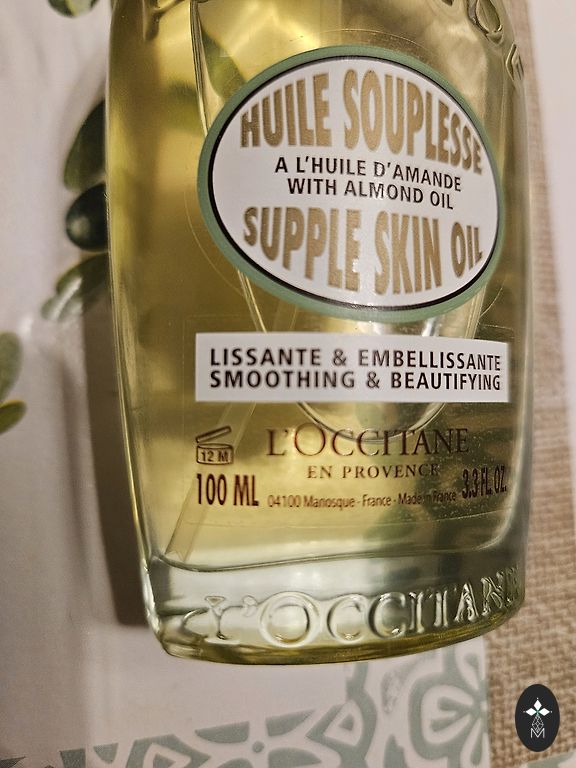 HUILE SOUPLESSE
A L'HUILE D'AMANDE
WITH ALMOND OIL
SUPPLE SKIN OIL
LISSANTE & EMBELLISSANTE
SMOOTHING & BEAUTIFYING
12 M
L'OCCITANE
EN PROVENCE
100 ML 04100 Manosque - France - Made in France 3.3 FL. OZ.
L'OCCITANE